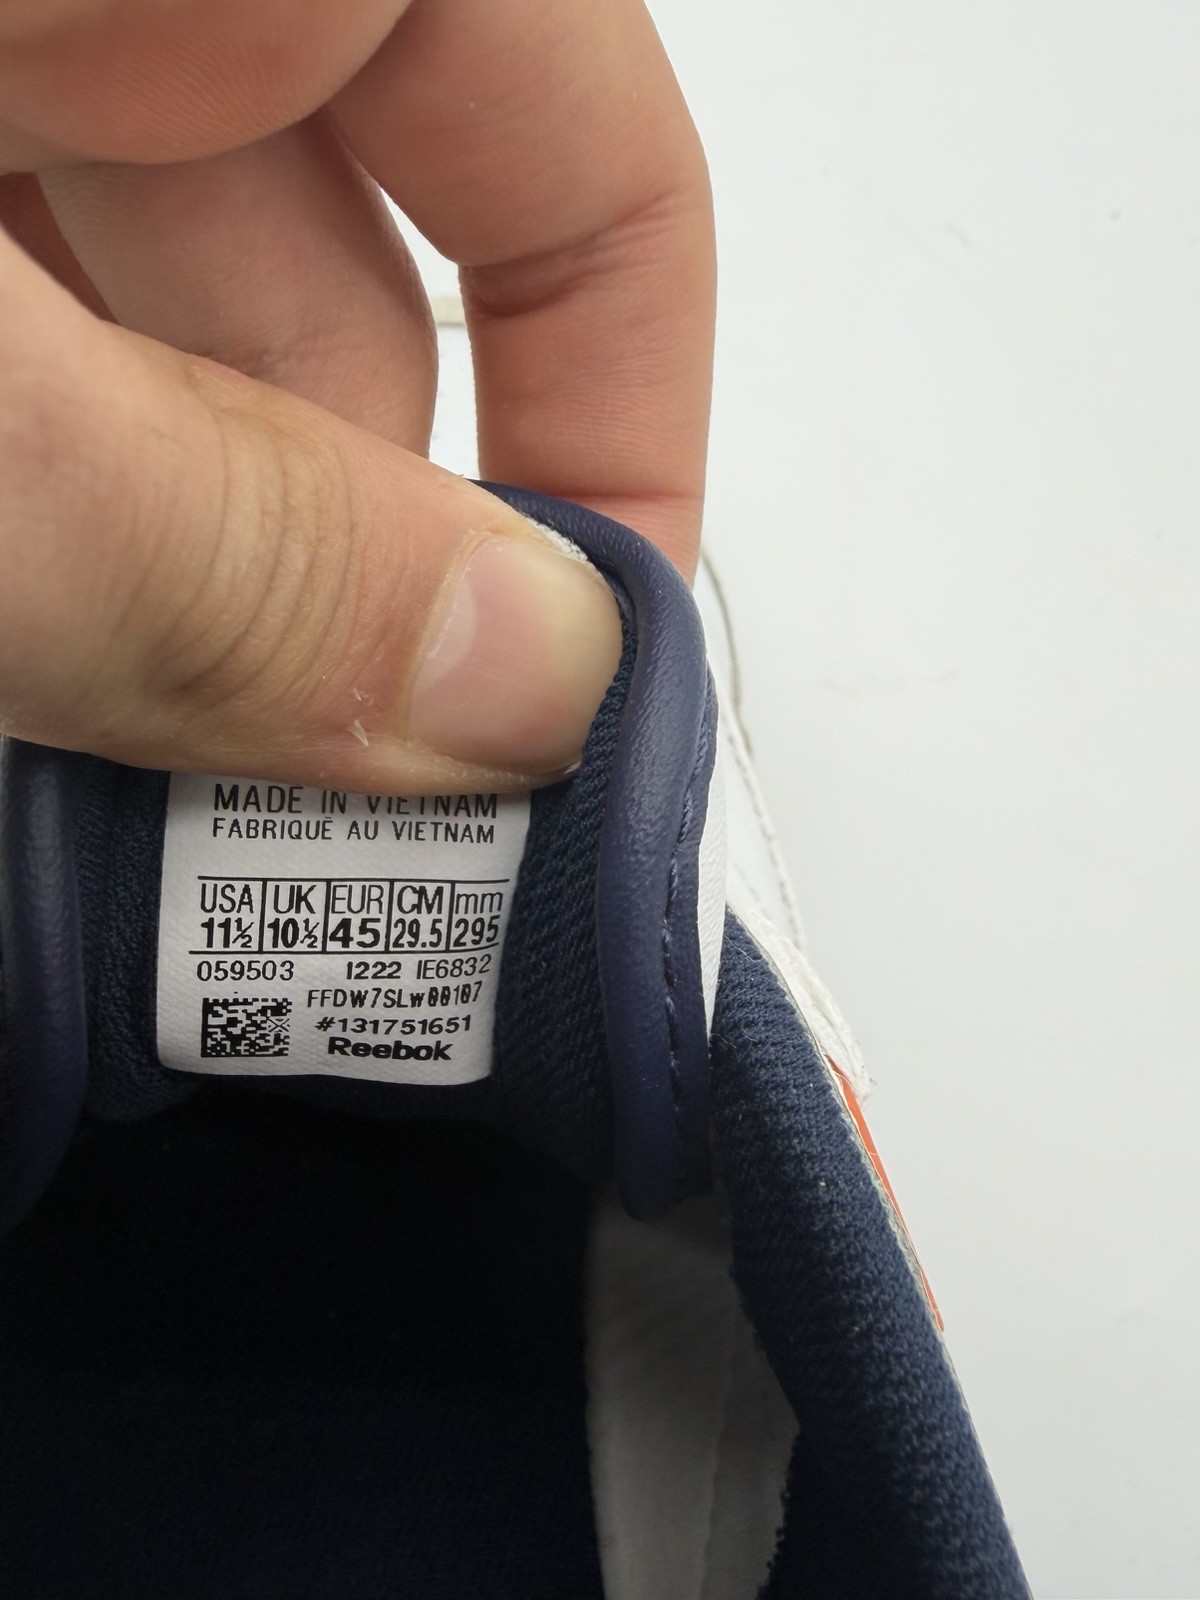 MADE IN VIETNAM
FABRIQUÉ AU VIETNAM
USA UK EUR CM mm
11½ 10½ 45 29.5 295
059503 1222 IE6832
FFDW7SLw00107
#131751651
Reebok